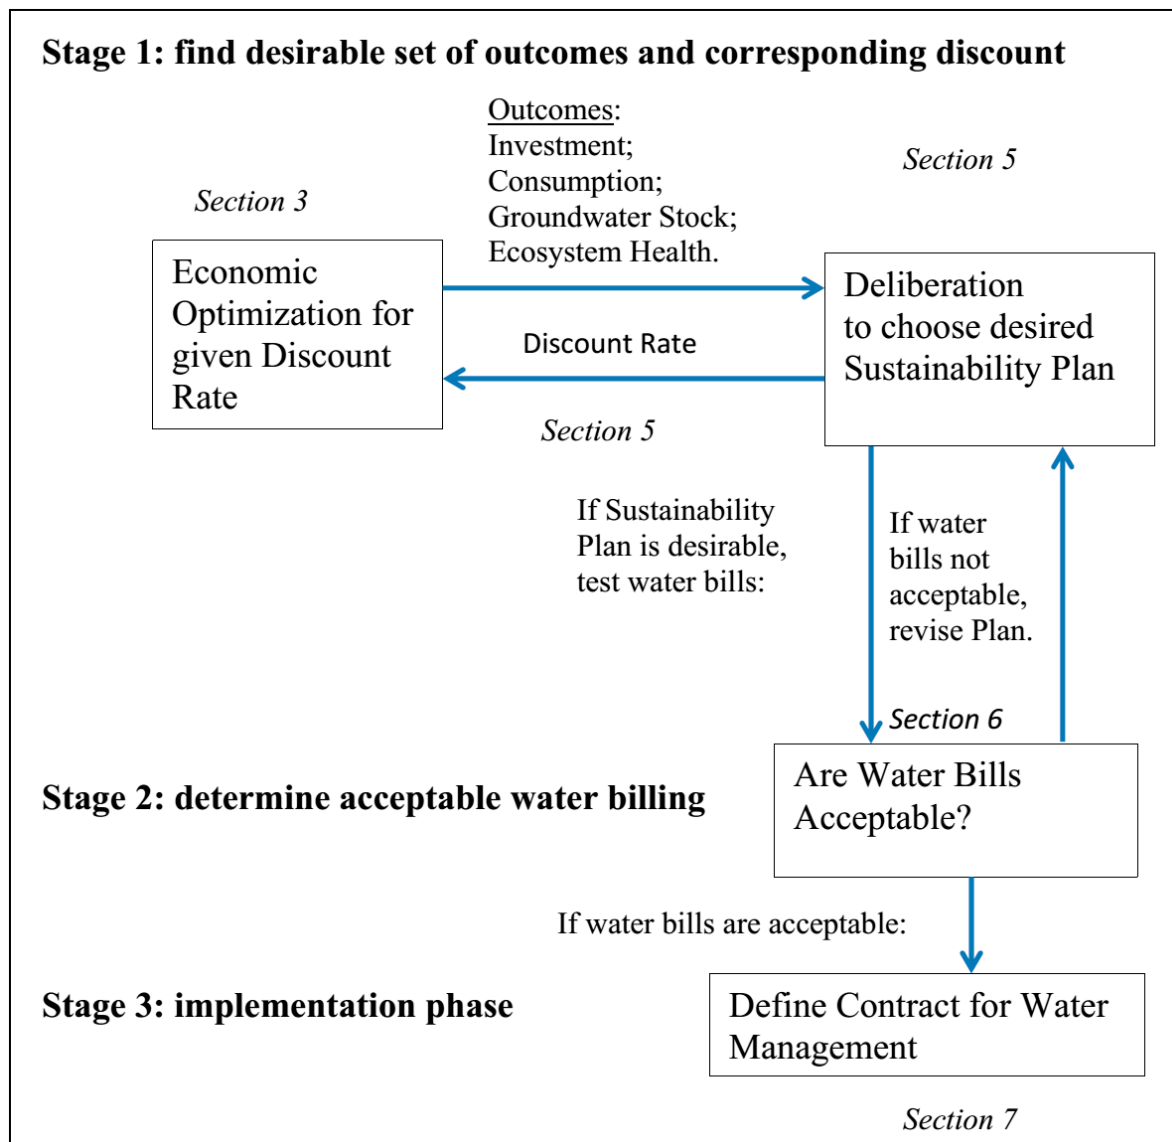 Stage 1: find desirable set of outcomes and corresponding discount
Outcomes:
Investment;
Consumption;
Groundwater Stock;
Ecosystem Health.
Section 5
Section 3
Economic
Optimization for
given Discount
Rate
Deliberation
to choose desired
Sustainability Plan
Discount Rate
Section 5
If Sustainability
Plan is desirable,
test water bills:
If water
bills not
acceptable,
revise Plan.
Section 6
Stage 2: determine acceptable water billing
Are Water Bills
Acceptable?
If water bills are acceptable:
Stage 3: implementation phase
Define Contract for Water
Management
Section 7